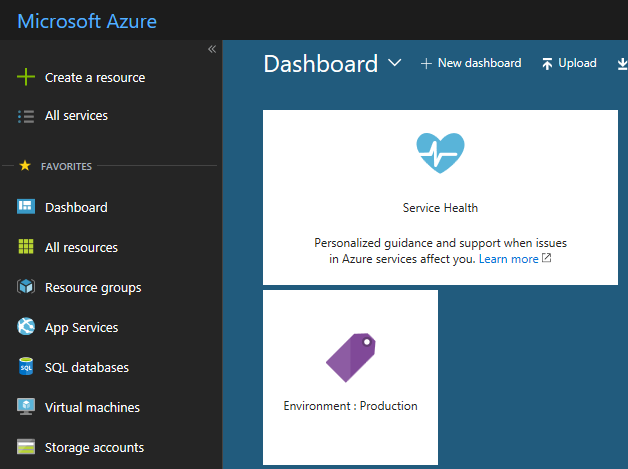 Microsoft Azure
«
Create a resource
All services
FAVORITES
Dashboard
All resources
Resource groups
App Services
SQL databases
Virtual machines
Storage accounts
Dashboard
New dashboard
Upload
Service Health
Personalized guidance and support when issues
in Azure services affect you. Learn more
Environment : Production